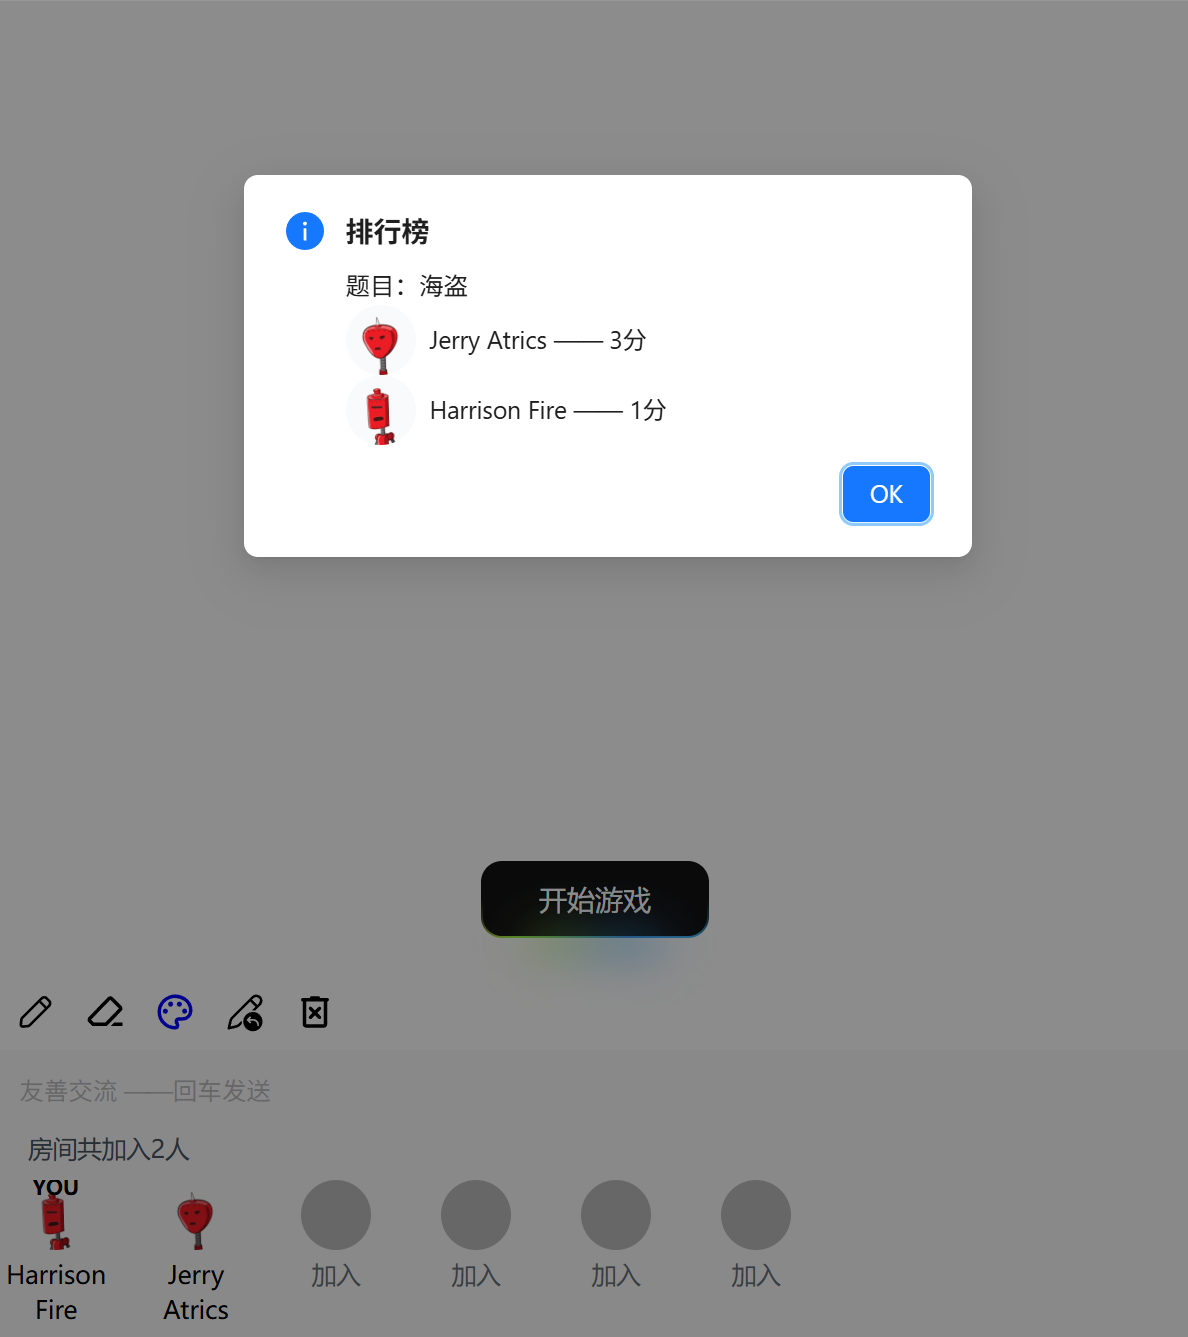 排行榜
题目：海盗
Jerry Atrics —— 3分
Harrison Fire —— 1分
OK
开始游戏
友善交流 ——回车发送
房间共加入2人
YOU
Harrison
Fire
Jerry
Atrics
加入
加入
加入
加入